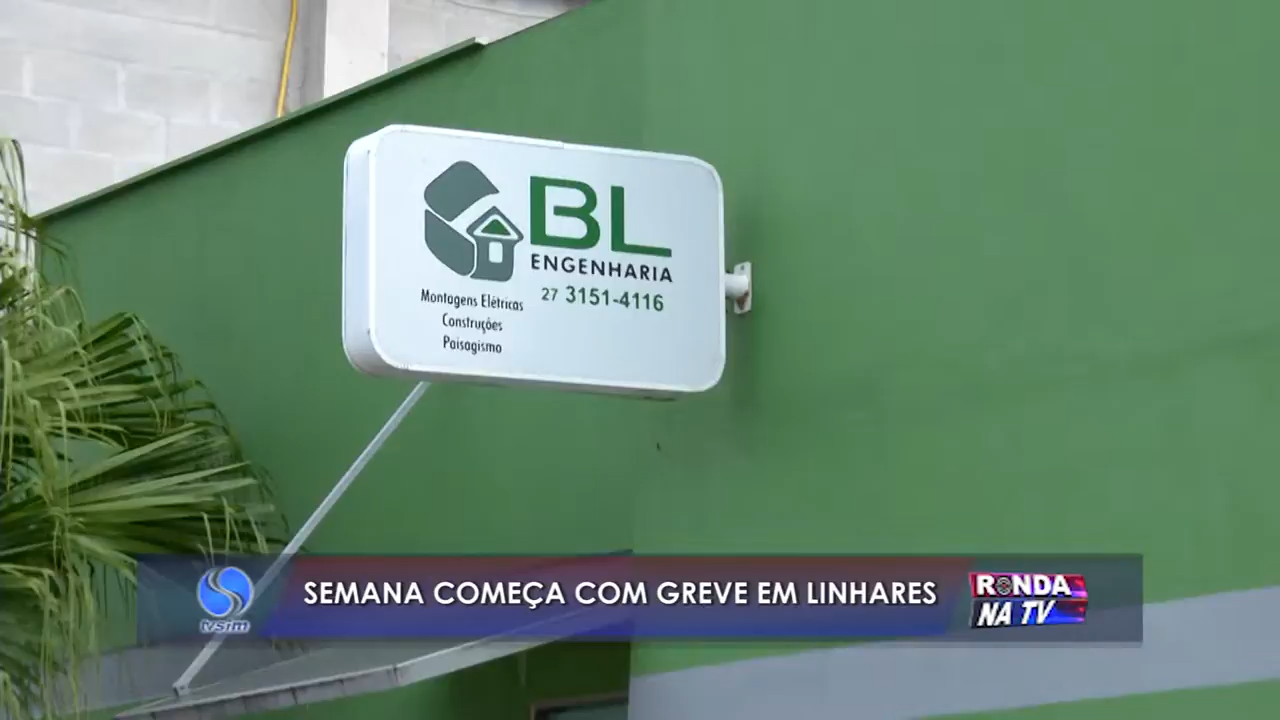 BL
ENGENHARIA
27 3151-4116
Montagens Elétricas
Construções
Paisagismo
tvsim
SEMANA COMEÇA COM GREVE EM LINHARES
RONDA
NA TV